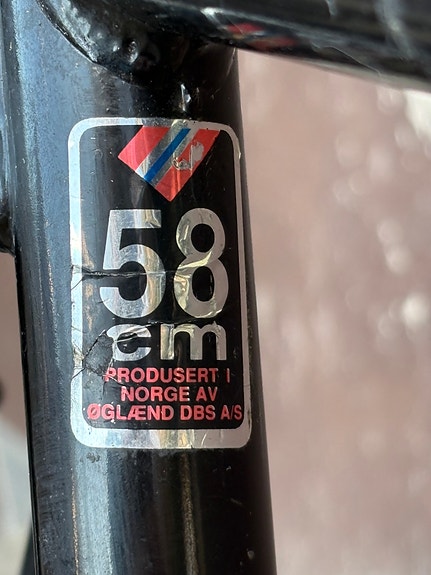 58
cm
PRODUSERT I
NORGE AV
ØGLÆND DBS A/S